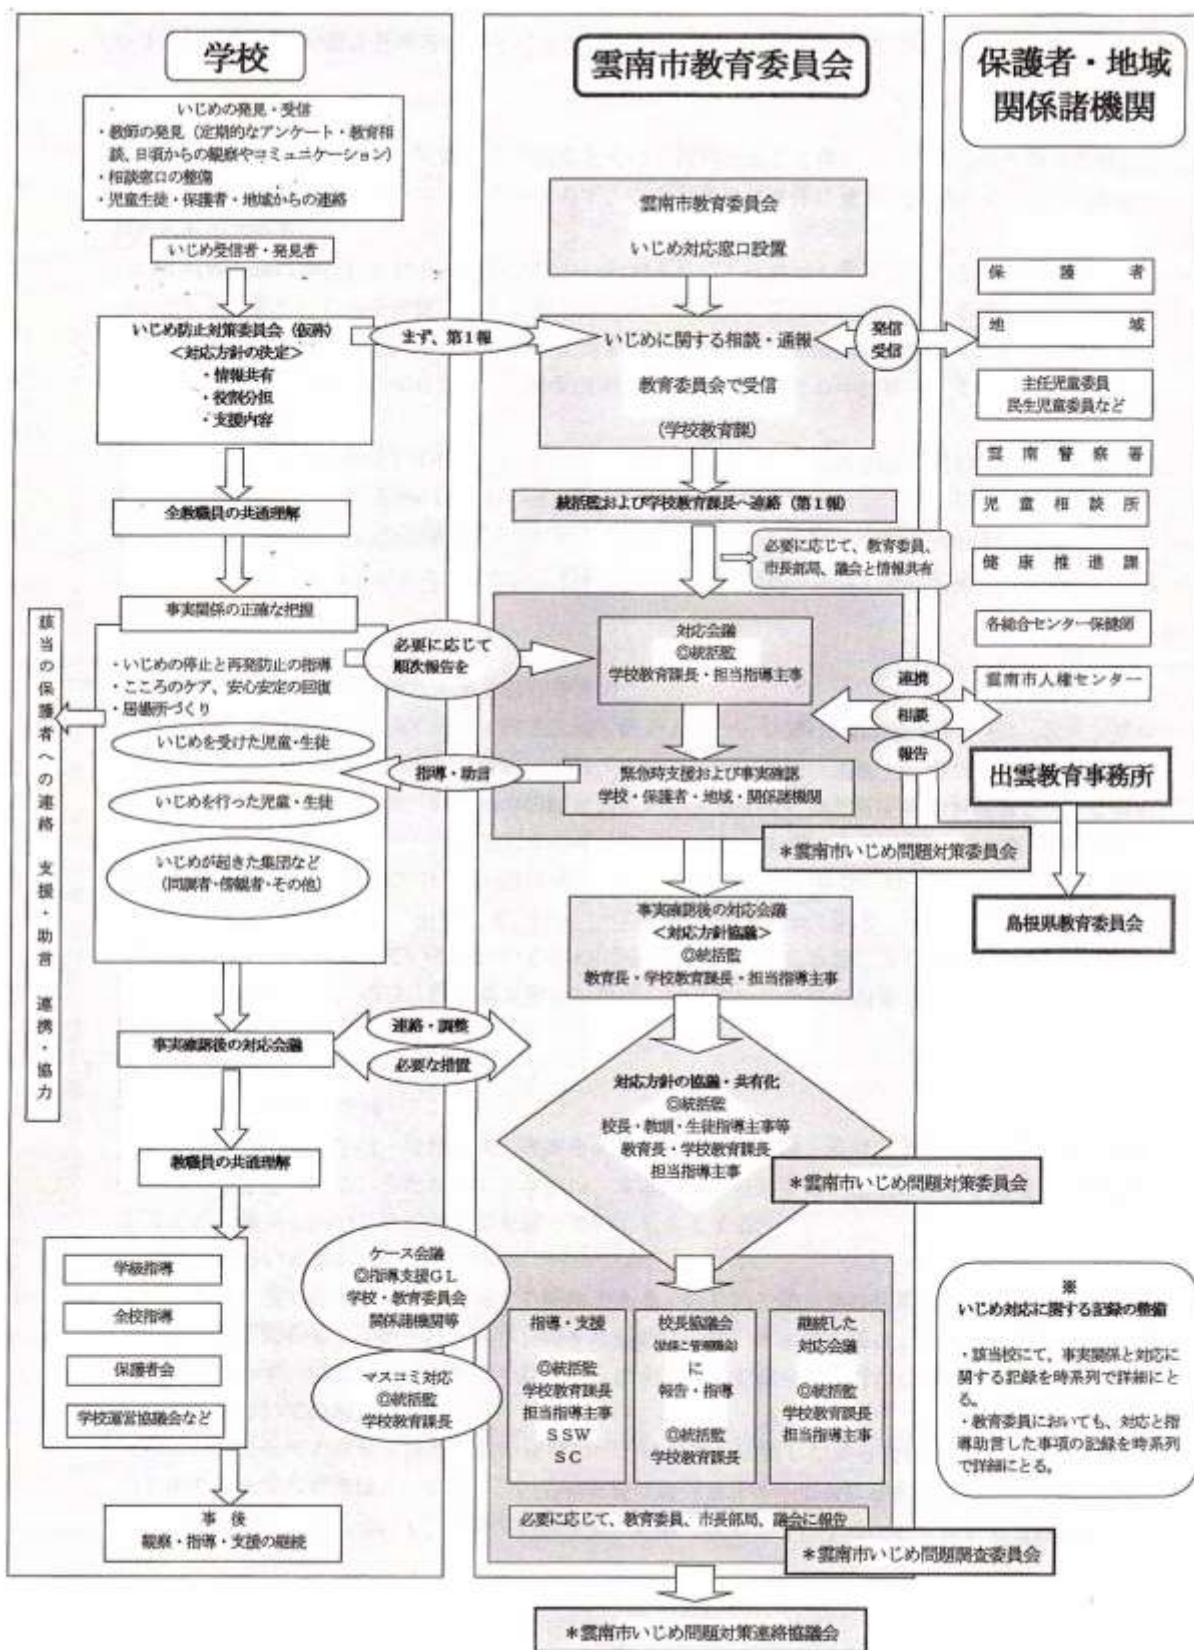 学校
いじめの発見・受信
・教師の発見（定期的なアンケート・教育相
談、日頃からの観察やコミュニケーション）
・相談窓口の整備
・児童生徒・保護者・地域からの連絡
いじめ受信者・発見者
いじめ防止対策委員会（仮称）
＜対応方針の決定＞
・情報共有
・役割分担
・支援内容
まず、第１報
全教職員の共通理解
事実関係の正確な把握
・いじめの停止と再発防止の指導
・こころのケア、安心安定の回復
・居場所づくり
いじめを受けた児童・生徒
いじめを行った児童・生徒
いじめが起きた集団など
（同調者・傍観者・その他）
該当の保護者への連絡　支援・助言　連携・協力
必要に応じて
順次報告を
指導・助言
事実確認後の対応会議
連絡・調整
必要な措置
教職員の共通理解
学級指導
全校指導
保護者会
学校運営協議会など
事　後
観察・指導・支援の継続
ケース会議
◎指導支援ＧＬ
学校・教育委員会
関係諸機関等
マスコミ対応
◎統括監
学校教育課長
雲南市教育委員会
雲南市教育委員会
いじめ対応窓口設置
いじめに関する相談・通報
教育委員会で受信
（学校教育課）
発信
受信
統括監および学校教育課長へ連絡（第１報）
必要に応じて、教育委員、
市長部局、議会と情報共有
対応会議
◎統括監
学校教育課長・担当指導主事
連携
相談
報告
緊急時支援および事実確認
学校・保護者・地域・関係諸機関
＊雲南市いじめ問題対策委員会
事実確認後の対応会議
＜対応方針協議＞
◎統括監
教育長・学校教育課長・担当指導主事
対応方針の協議・共有化
◎統括監
校長・教頭・生徒指導主事等
教育長・学校教育課長
担当指導主事
＊雲南市いじめ問題対策委員会
指導・支援
◎統括監
学校教育課長
担当指導主事
ＳＳＷ
ＳＣ
校長協議会
に
報告・指導
◎統括監
学校教育課長
継続した
対応会議
◎統括監
学校教育課長
担当指導主事
必要に応じて、教育委員、市長部局、議会に報告
＊雲南市いじめ問題調査委員会
＊雲南市いじめ問題対策連絡協議会
保護者・地域
関係諸機関
保護者
地域
主任児童委員
民生児童委員など
雲南警察署
児童相談所
健康推進課
各総合センター保健師
雲南市人権センター
出雲教育事務所
島根県教育委員会
※
いじめ対応に関する記録の整備
・該当校にて、事実関係と対応に
関する記録を時系列で詳細にと
る。
・教育委員においても、対応と指
導助言した事項の記録を時系列
で詳細にとる。